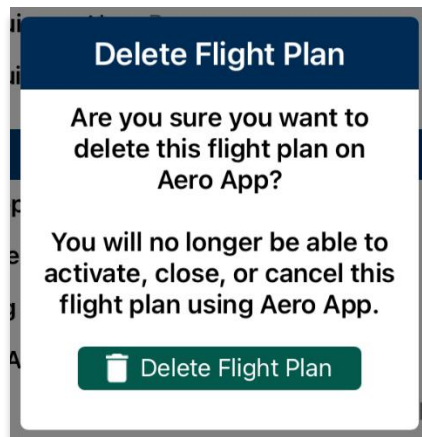 Delete Flight Plan
Are you sure you want to
delete this flight plan on
Aero App?
You will no longer be able to
activate, close, or cancel this
flight plan using Aero App.
Delete Flight Plan